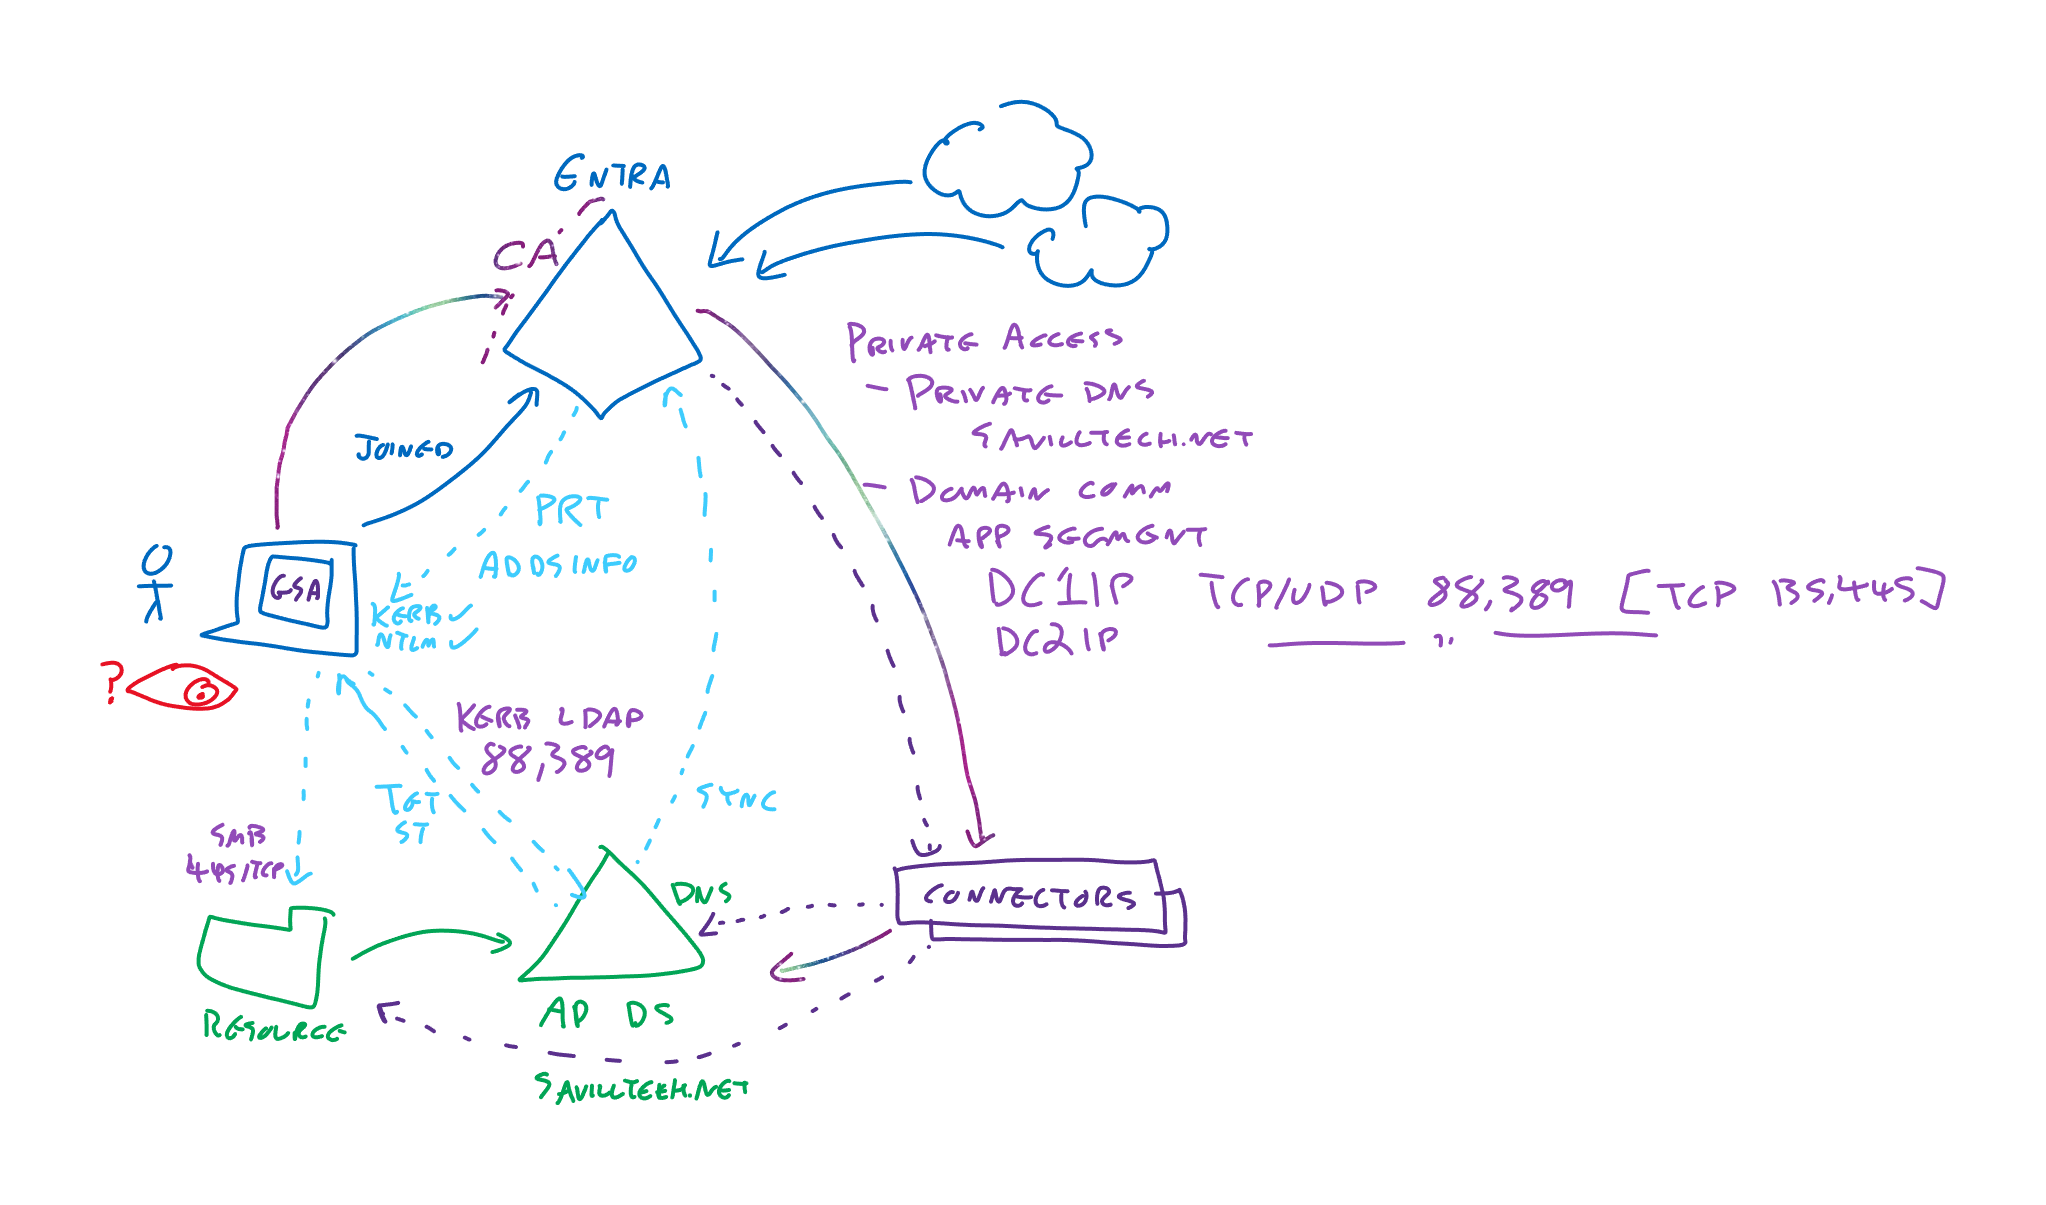 ENTRA
CA
PRIVATE ACCESS
- PRIVATE DNS
SAVILLTECH.NET
- DOMAIN COMM
APP SEGMENT
DC1IP TCP/UDP 88,389 [TCP 135,445]
DC2IP "
JOINED
PRT
ADDSINFO
GSA
KERB ✓
NTLM ✓
?
KERB LDAP
88,389
TGT
ST
SYNC
SMB
445/TCP
DNS
CONNECTORS
RESOURCE
AD DS
SAVILLTECH.NET